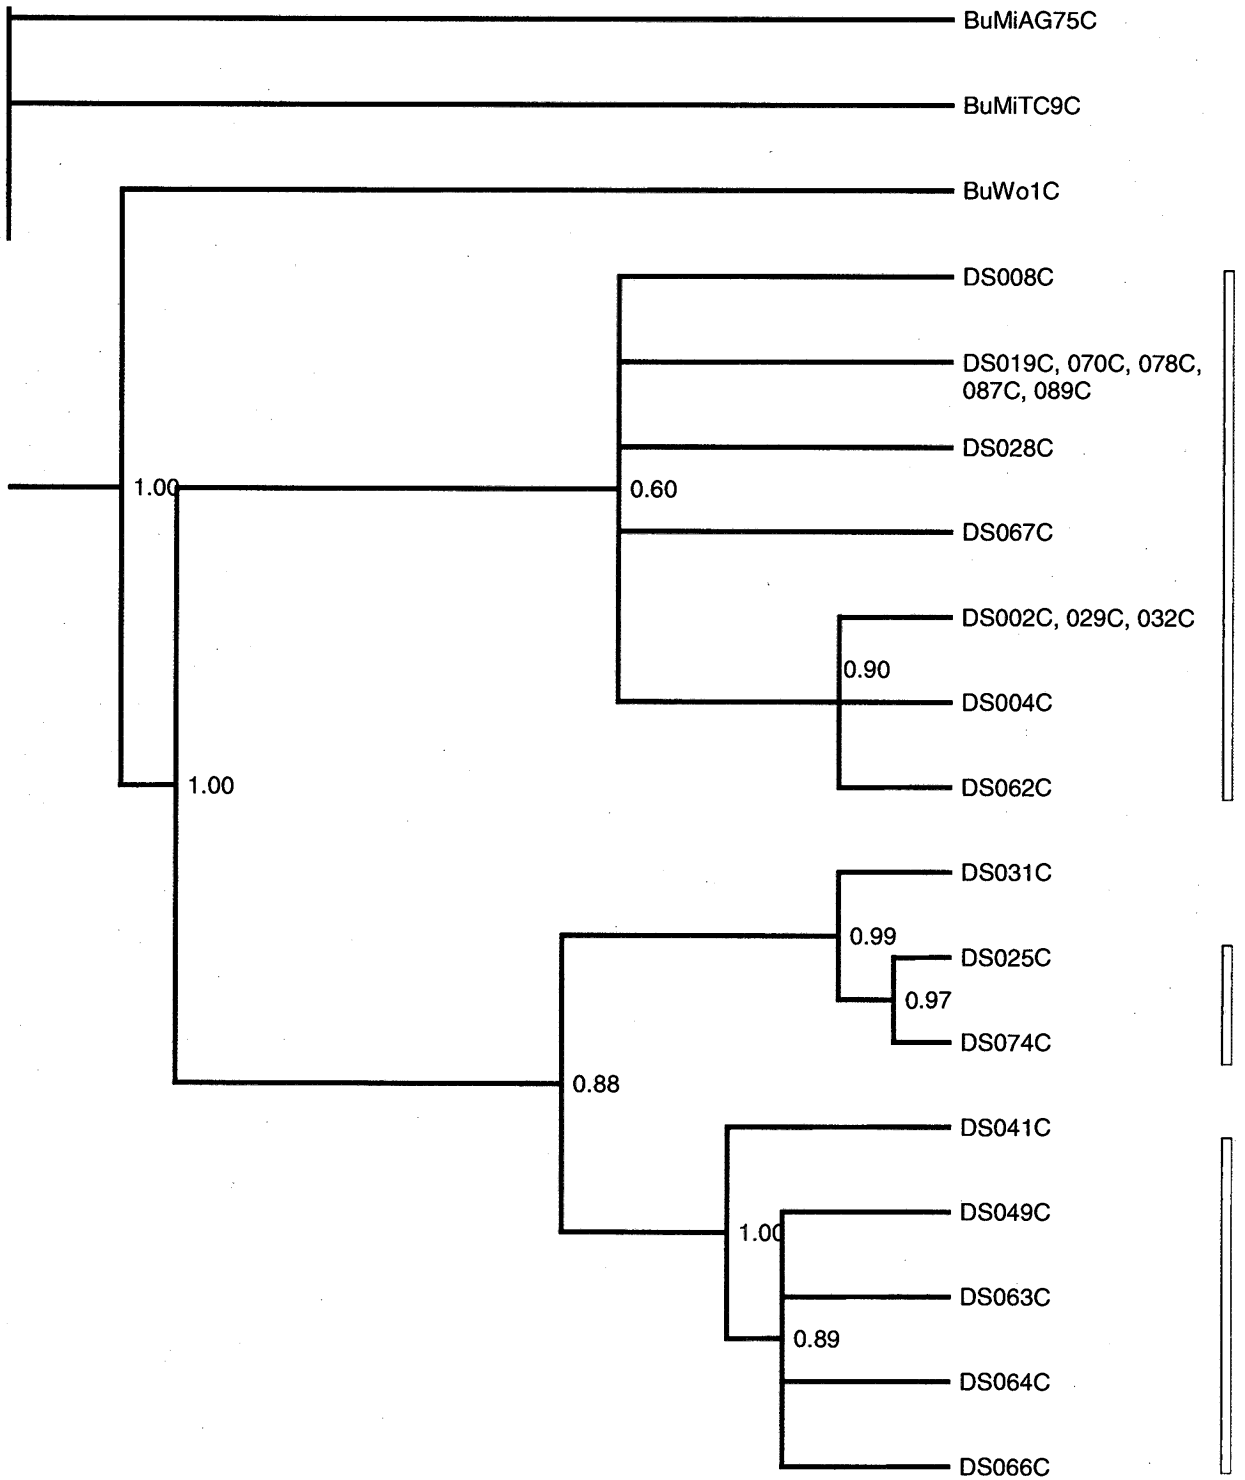 BuMiAG75C
BuMiTC9C
BuWo1C
DS008C
DS019C, 070C, 078C,
087C, 089C
DS028C
1.00
0.60
DS067C
DS002C, 029C, 032C
0.90
DS004C
1.00
DS062C
DS031C
0.99
DS025C
0.97
DS074C
0.88
DS041C
DS049C
1.00
DS063C
0.89
DS064C
DS066C